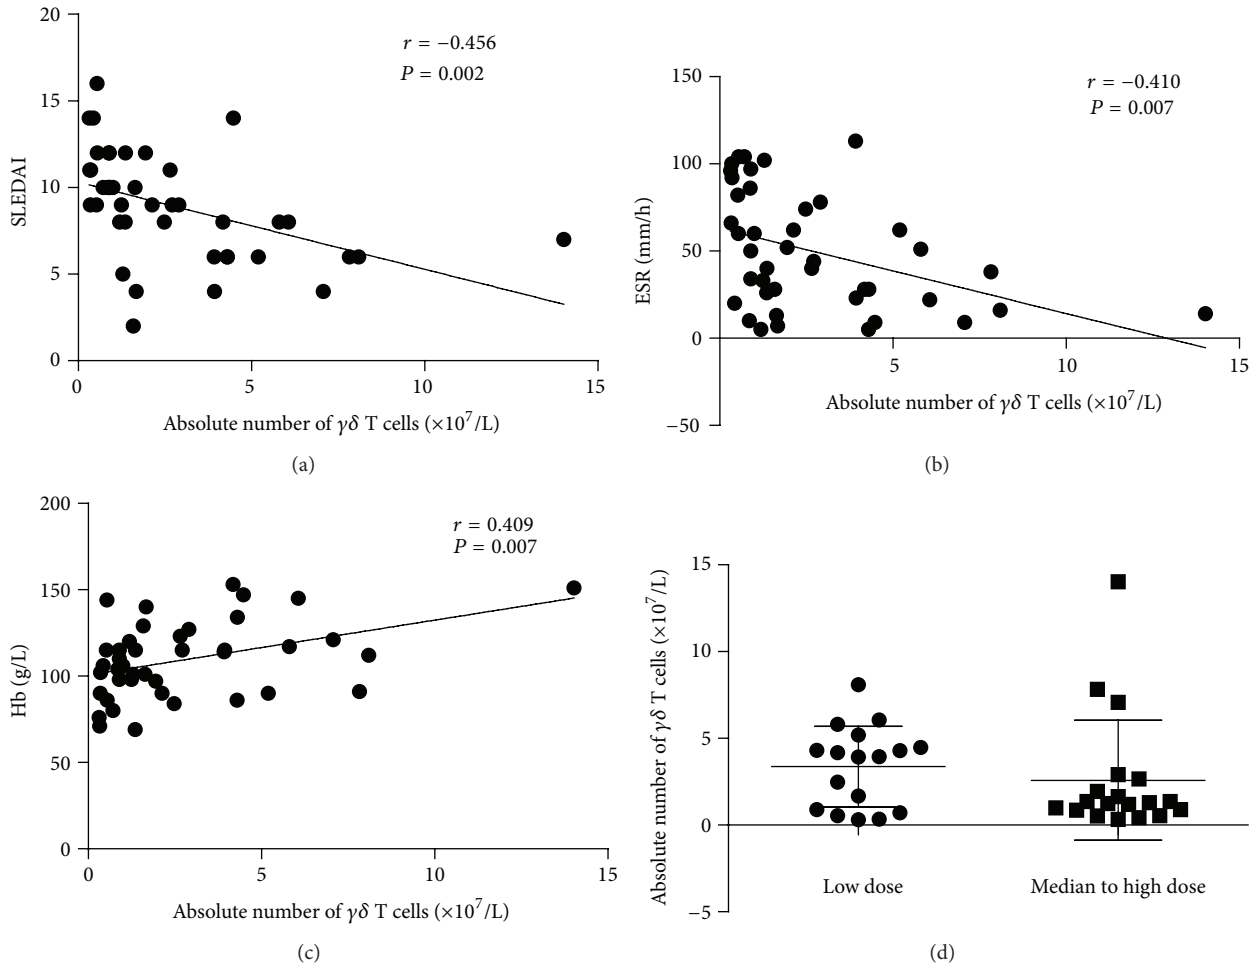 20
15
10
5
0
SLEDAI
r = −0.456
P = 0.002
0
5
10
15
Absolute number of γδ T cells (×10⁷/L)
(a)
150
100
50
0
−50
ESR (mm/h)
r = −0.410
P = 0.007
5
10
15
Absolute number of γδ T cells (×10⁷/L)
(b)
200
150
100
50
0
Hb (g/L)
r = 0.409
P = 0.007
0
5
10
15
Absolute number of γδ T cells (×10⁷/L)
(c)
15
10
5
0
−5
Absolute number of γδ T cells (×10⁷/L)
Low dose
Median to high dose
(d)